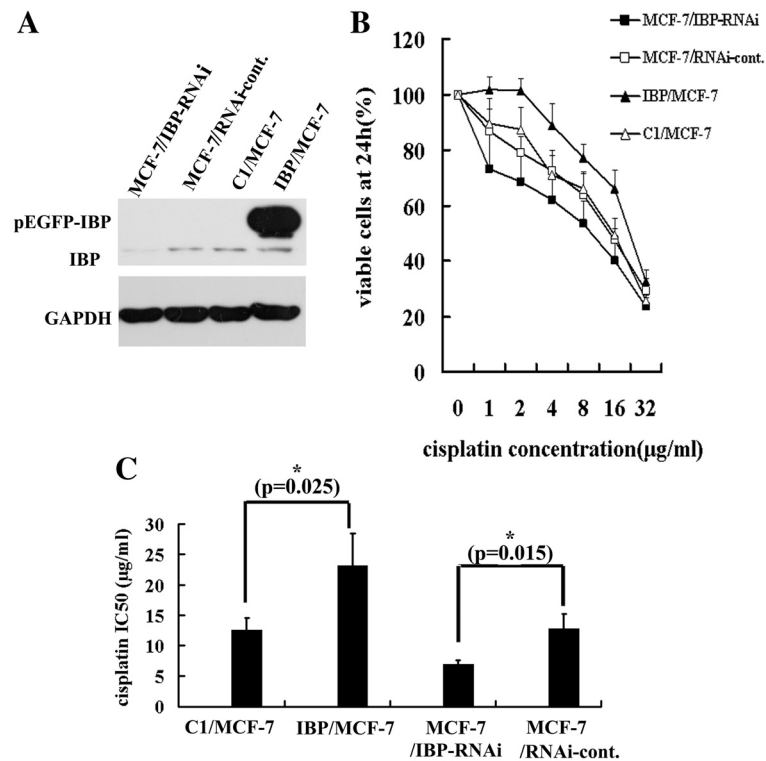 A
MCF-7/IBP-RNAi
MCF-7/RNAi-cont.
C1/MCF-7
IBP/MCF-7
pEGFP-IBP
IBP
GAPDH
B
MCF-7/IBP-RNAi
MCF-7/RNAi-cont.
IBP/MCF-7
C1/MCF-7
viable cells at 24h(%)
120
100
80
60
40
20
0
0 1 2 4 8 16 32
cisplatin concentration(μg/ml)
C
*
(p=0.025)
*
(p=0.015)
cisplatin IC50 (μg/ml)
30
25
20
15
10
5
0
C1/MCF-7 IBP/MCF-7 MCF-7 MCF-7
/IBP-RNAi /RNAi-cont.